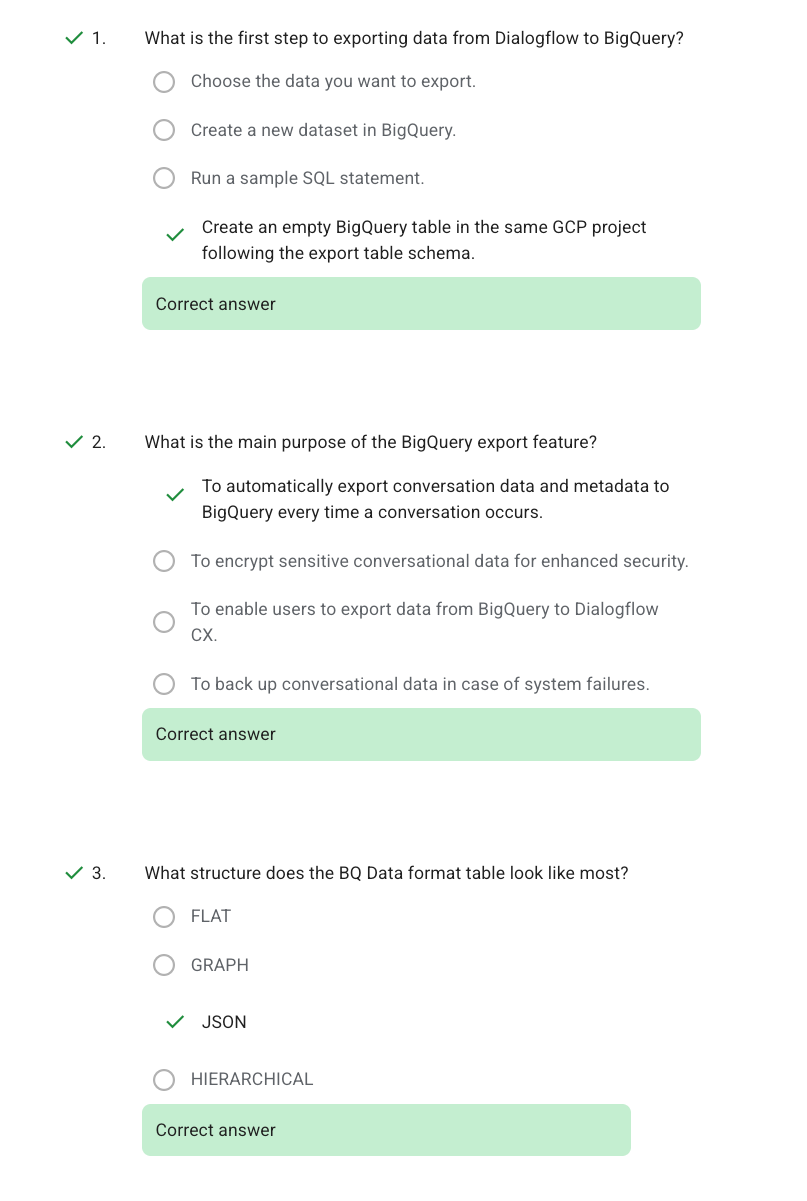 1. What is the first step to exporting data from Dialogflow to BigQuery?
Choose the data you want to export.
Create a new dataset in BigQuery.
Run a sample SQL statement.
Create an empty BigQuery table in the same GCP project
following the export table schema.
Correct answer
2. What is the main purpose of the BigQuery export feature?
To automatically export conversation data and metadata to
BigQuery every time a conversation occurs.
To encrypt sensitive conversational data for enhanced security.
To enable users to export data from BigQuery to Dialogflow
CX.
To back up conversational data in case of system failures.
Correct answer
3. What structure does the BQ Data format table look like most?
FLAT
GRAPH
JSON
HIERARCHICAL
Correct answer